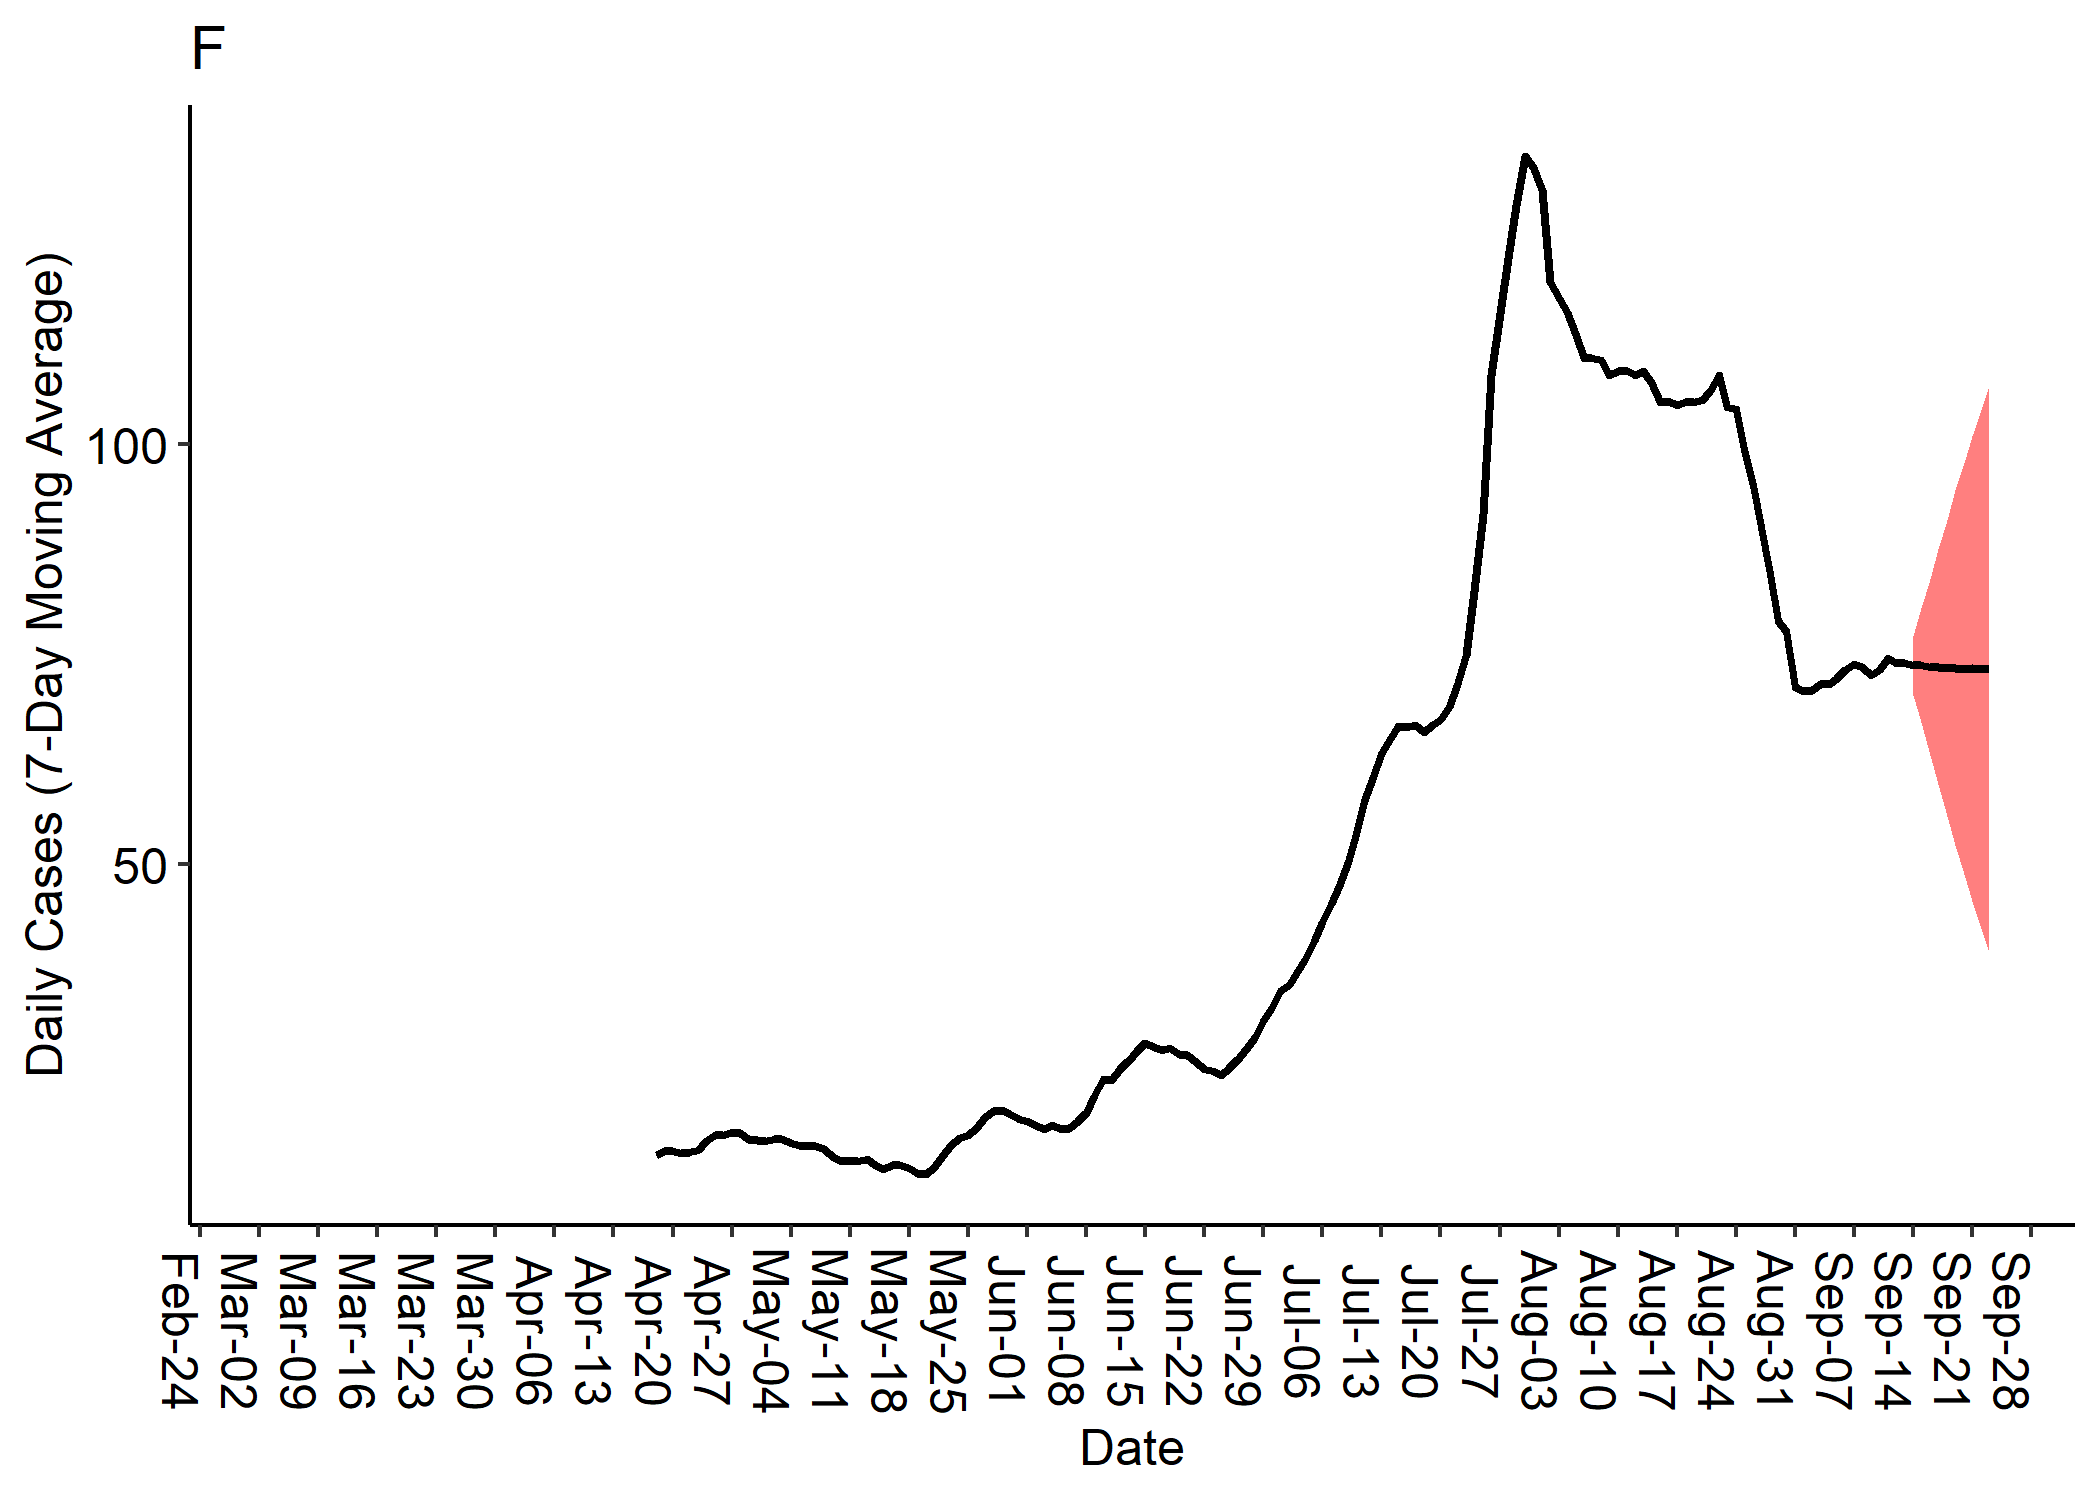 F
Daily Cases (7-Day Moving Average)
100
50
Feb-24
Mar-02
Mar-09
Mar-16
Mar-23
Mar-30
Apr-06
Apr-13
Apr-20
Apr-27
May-04
May-11
May-18
May-25
Jun-01
Jun-08
Jun-15
Jun-22
Jun-29
Jul-06
Jul-13
Jul-20
Jul-27
Aug-03
Aug-10
Aug-17
Aug-24
Aug-31
Sep-07
Sep-14
Sep-21
Sep-28
Date